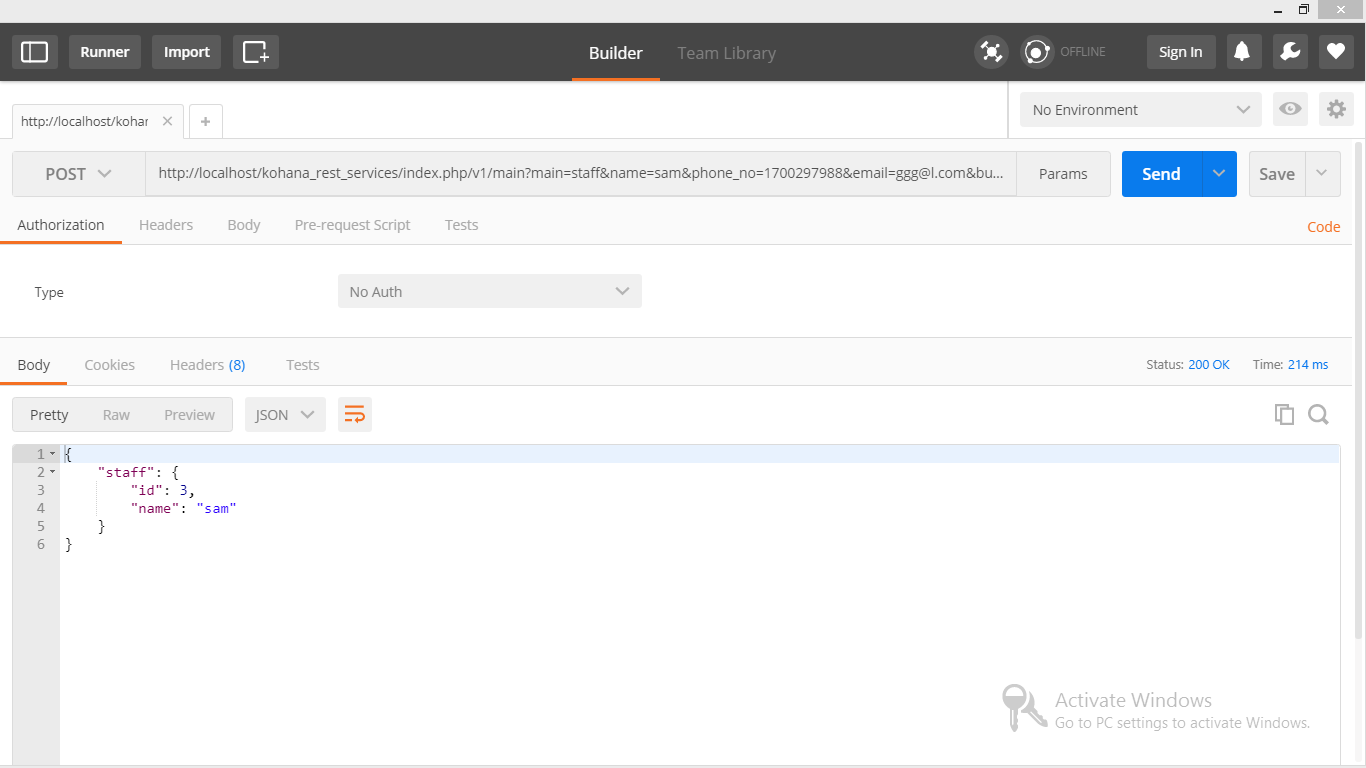 Runner Import Builder Team Library OFFLINE Sign In
http://localhost/kohar No Environment
POST http://localhost/kohana_rest_services/index.php/v1/main?main=staff&name=sam&phone_no=1700297988&email=ggg@l.com&bu... Params Send Save
Authorization Headers Body Pre-request Script Tests Code
Type No Auth
Body Cookies Headers (8) Tests Status: 200 OK Time: 214 ms
Pretty Raw Preview JSON
1 {
2 "staff": {
3 "id": 3,
4 "name": "sam"
5 }
6 }
Activate Windows
Go to PC settings to activate Windows.